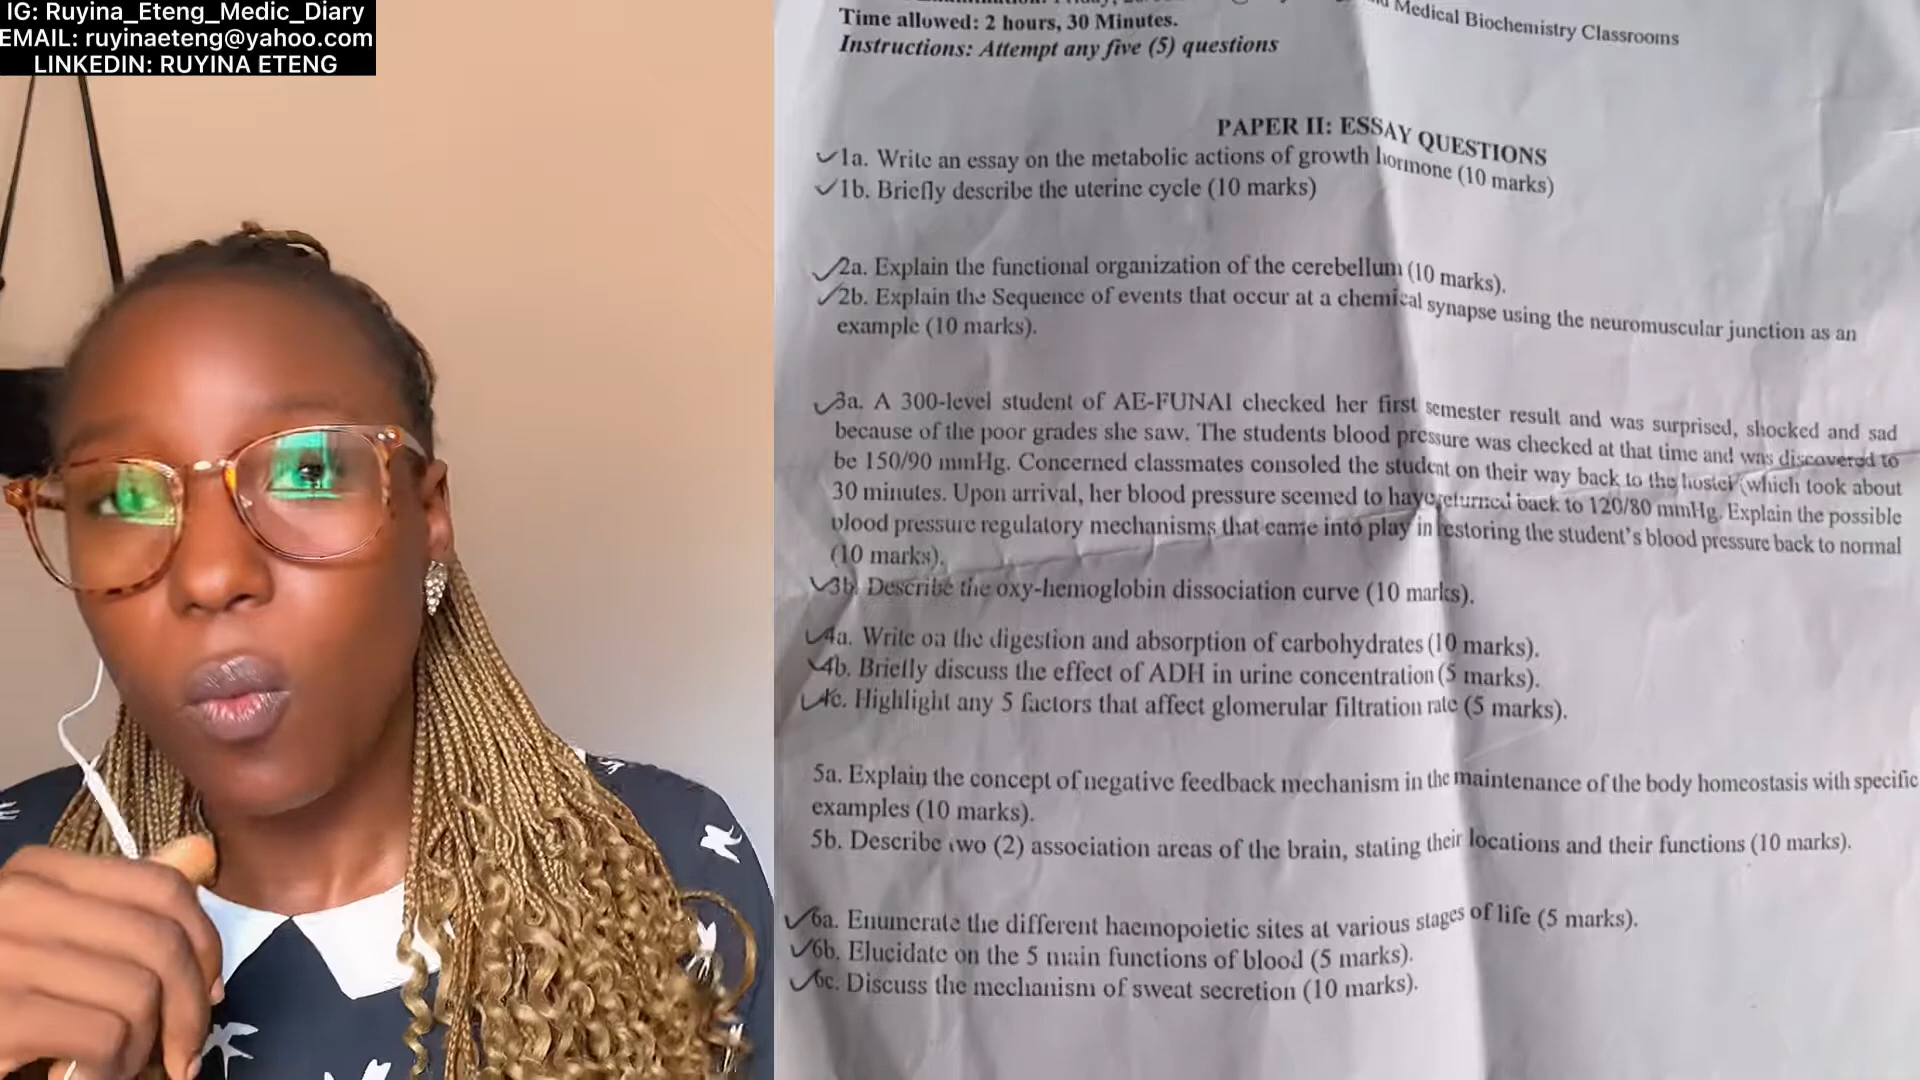 IG: Ruyina_Eteng_Medic_Diary
EMAIL: ruyinaeteng@yahoo.com
LINKEDIN: RUYINA ETENG
Medical Biochemistry Classrooms
Time allowed: 2 hours, 30 Minutes.
Instructions: Attempt any five (5) questions
PAPER II: ESSAY QUESTIONS
1a. Write an essay on the metabolic actions of growth hormone (10 marks)
1b. Briefly describe the uterine cycle (10 marks)
2a. Explain the functional organization of the cerebellum (10 marks).
2b. Explain the Sequence of events that occur at a chemical synapse using the neuromuscular junction as an
example (10 marks).
3a. A 300-level student of AE-FUNAI checked her first semester result and was surprised, shocked and sad
because of the poor grades she saw. The students blood pressure was checked at that time and was discovered to
be 150/90 mmHg. Concerned classmates consoled the student on their way back to the hostel (which took about
30 minutes. Upon arrival, her blood pressure seemed to have returned back to 120/80 mmHg. Explain the possible
blood pressure regulatory mechanisms that came into play in restoring the student's blood pressure back to normal
(10 marks).
3b. Describe the oxy-hemoglobin dissociation curve (10 marks).
4a. Write on the digestion and absorption of carbohydrates (10 marks).
4b. Briefly discuss the effect of ADH in urine concentration (5 marks).
4c. Highlight any 5 factors that affect glomerular filtration rate (5 marks).
5a. Explain the concept of negative feedback mechanism in the maintenance of the body homeostasis with specific
examples (10 marks).
5b. Describe two (2) association areas of the brain, stating their locations and their functions (10 marks).
6a. Enumerate the different haemopoietic sites at various stages of life (5 marks).
6b. Elucidate on the 5 main functions of blood (5 marks).
6c. Discuss the mechanism of sweat secretion (10 marks).